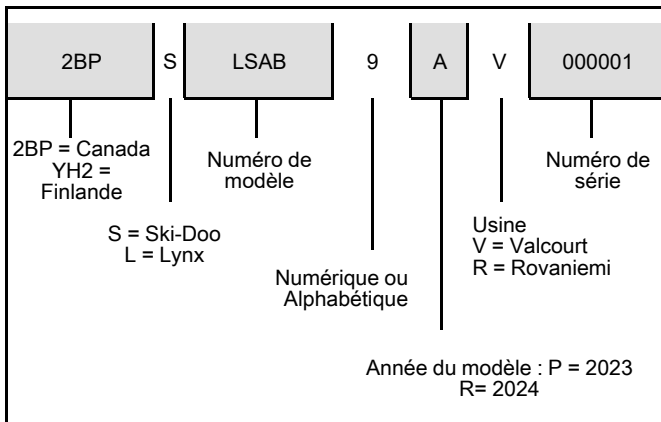 2BP S LSAB 9 A V 000001
2BP = Canada
YH2 =
Finlande
Numéro de
modèle
Numéro de
série
S = Ski-Doo
L = Lynx
Usine
V = Valcourt
R = Rovaniemi
Numérique ou
Alphabétique
Année du modèle : P = 2023
R= 2024